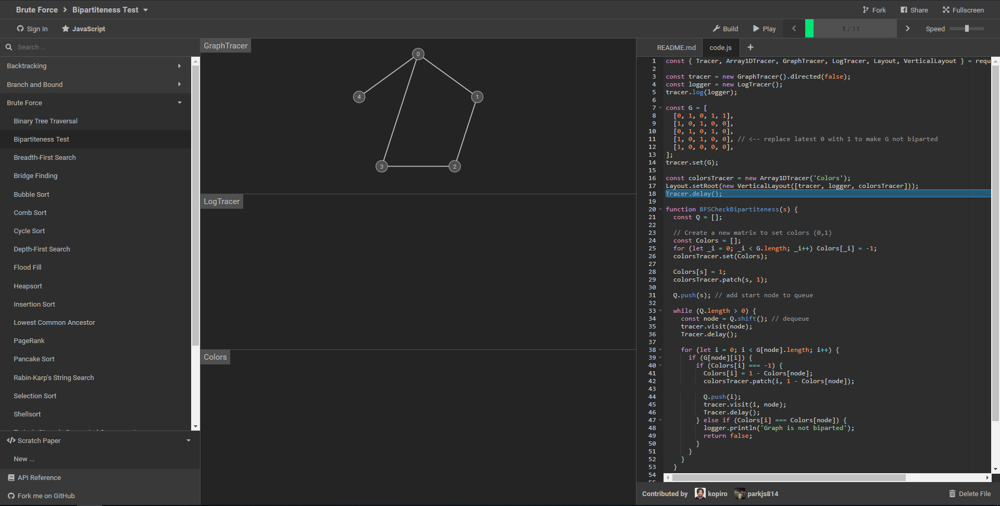 Brute Force > Bipartiteness Test
Fork Share Fullscreen
Sign In JavaScript
Build Play 1 / 11 Speed
Search ...
Backtracking
Branch and Bound
Brute Force
Binary Tree Traversal
Bipartiteness Test
Breadth-First Search
Bridge Finding
Bubble Sort
Comb Sort
Cycle Sort
Depth-First Search
Flood Fill
Heapsort
Insertion Sort
Lowest Common Ancestor
PageRank
Pancake Sort
Rabin-Karp's String Search
Selection Sort
Shellsort
</> Scratch Paper
New ...
API Reference
Fork me on GitHub
GraphTracer
0
4
1
3
2
LogTracer
Colors
README.md code.js +
1 const { Tracer, Array1DTracer, GraphTracer, LogTracer, Layout, VerticalLayout } = requ
2
3 const tracer = new GraphTracer().directed(false);
4 const logger = new LogTracer();
5 tracer.log(logger);
6
7 const G = [
8 [0, 1, 0, 1, 1],
9 [1, 0, 1, 0, 0],
10 [0, 1, 0, 1, 0],
11 [1, 0, 1, 0, 0], // <-- replace latest 0 with 1 to make G not biparted
12 [1, 0, 0, 0, 0],
13 ];
14 tracer.set(G);
15
16 const colorsTracer = new Array1DTracer('Colors');
17 Layout.setRoot(new VerticalLayout([tracer, logger, colorsTracer]));
18 Tracer.delay();
19
20 function BFSCheckBipartiteness(s) {
21 const Q = [];
22
23 // Create a new matrix to set colors (0,1)
24 const Colors = [];
25 for (let _i = 0; _i < G.length; _i++) Colors[_i] = -1;
26 colorsTracer.set(Colors);
27
28 Colors[s] = 1;
29 colorsTracer.patch(s, 1);
30
31 Q.push(s); // add start node to queue
32
33 while (Q.length > 0) {
34 const node = Q.shift(); // dequeue
35 tracer.visit(node);
36 Tracer.delay();
37
38 for (let i = 0; i < G[node].length; i++) {
39 if (G[node][i]) {
40 if (Colors[i] === -1) {
41 Colors[i] = 1 - Colors[node];
42 colorsTracer.patch(i, 1 - Colors[node]);
43
44 Q.push(i);
45 tracer.visit(i, node);
46 Tracer.delay();
47 } else if (Colors[i] === Colors[node]) {
48 logger.println('Graph is not biparted');
49 return false;
50 }
51 }
52 }
53 }
54
Contributed by kopiro parkjs814
Delete File